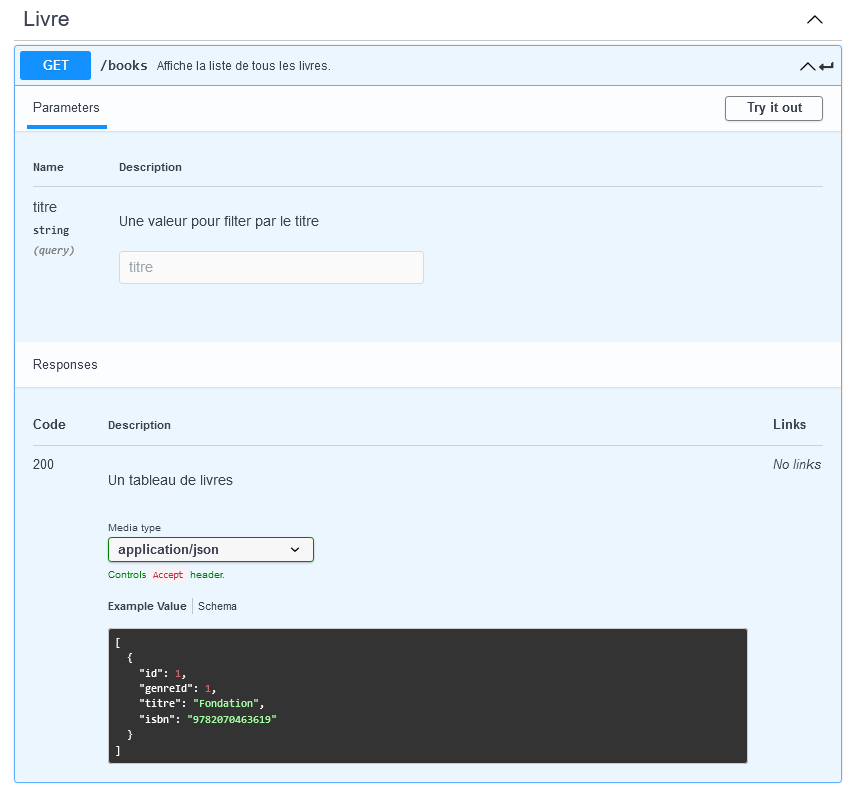 Livre
GET /books Affiche la liste de tous les livres.
Parameters Try it out
Name Description
titre
string
(query)
Une valeur pour filter par le titre
titre
Responses
Code Description Links
200 No links
Un tableau de livres
Media type
application/json
Controls Accept header.
Example Value Schema
[
{
"id": 1,
"genreId": 1,
"titre": "Fondation",
"isbn": "9782070463619"
}
]